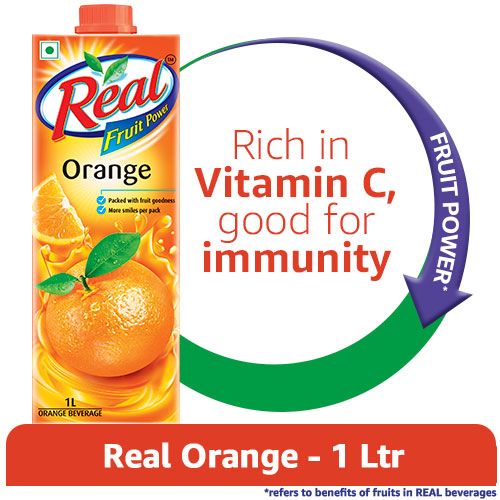 Real™
Fruit Power
Orange
Packed with fruit goodness
More smiles per pack
1L
ORANGE BEVERAGE
Rich in
Vitamin C,
good for
immunity
FRUIT POWER*
Real Orange - 1 Ltr
*refers to benefits of fruits in REAL beverages